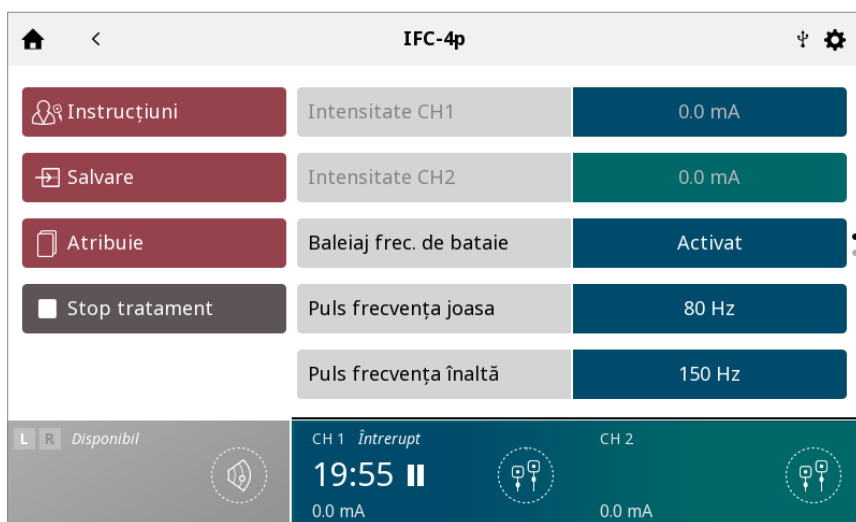 IFC-4p
Instrucțiuni
Intensitate CH1 0.0 mA
Salvare
Intensitate CH2 0.0 mA
Atribuie
Baleiaj frec. de bataie Activat
Stop tratament
Puls frecvența joasa 80 Hz
Puls frecvența înaltă 150 Hz
L R Disponibil
CH 1 Întrerupt
19:55
0.0 mA
CH 2
0.0 mA